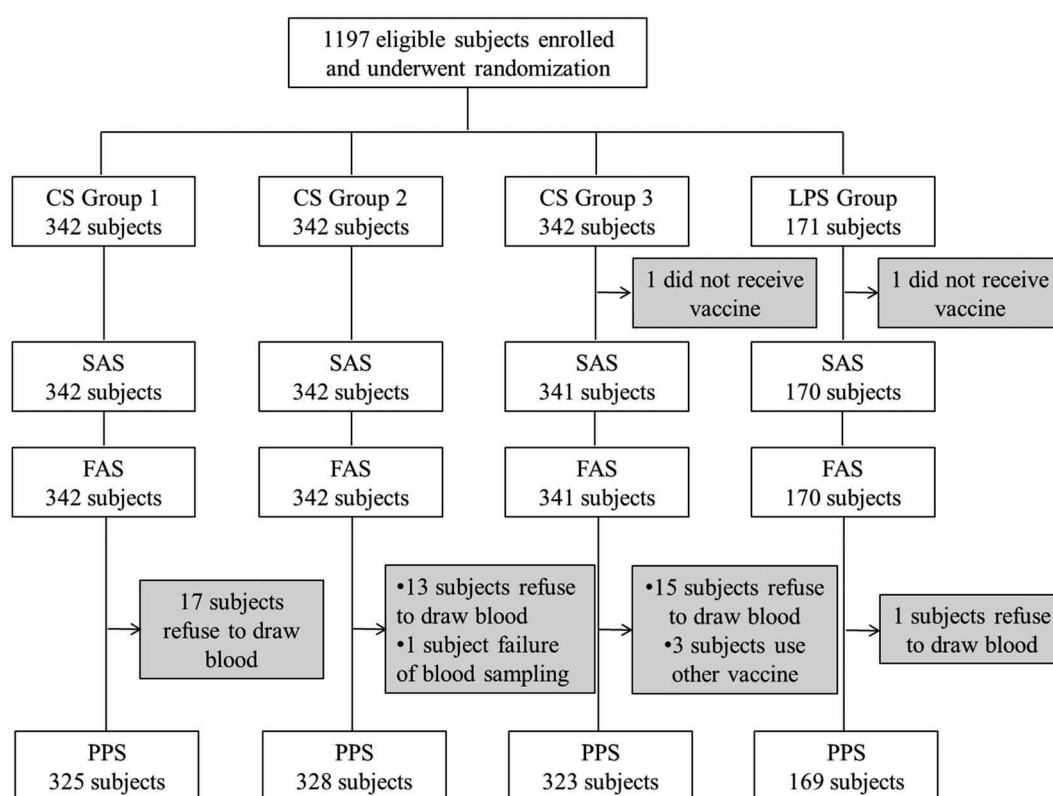 1197 eligible subjects enrolled
and underwent randomization
CS Group 1
342 subjects
CS Group 2
342 subjects
CS Group 3
342 subjects
LPS Group
171 subjects
1 did not receive
vaccine
1 did not receive
vaccine
SAS
342 subjects
SAS
342 subjects
SAS
341 subjects
SAS
170 subjects
FAS
342 subjects
FAS
342 subjects
FAS
341 subjects
FAS
170 subjects
17 subjects
refuse to draw
blood
•13 subjects refuse
to draw blood
•1 subject failure
of blood sampling
•15 subjects refuse
to draw blood
•3 subjects use
other vaccine
1 subjects refuse
to draw blood
PPS
325 subjects
PPS
328 subjects
PPS
323 subjects
PPS
169 subjects